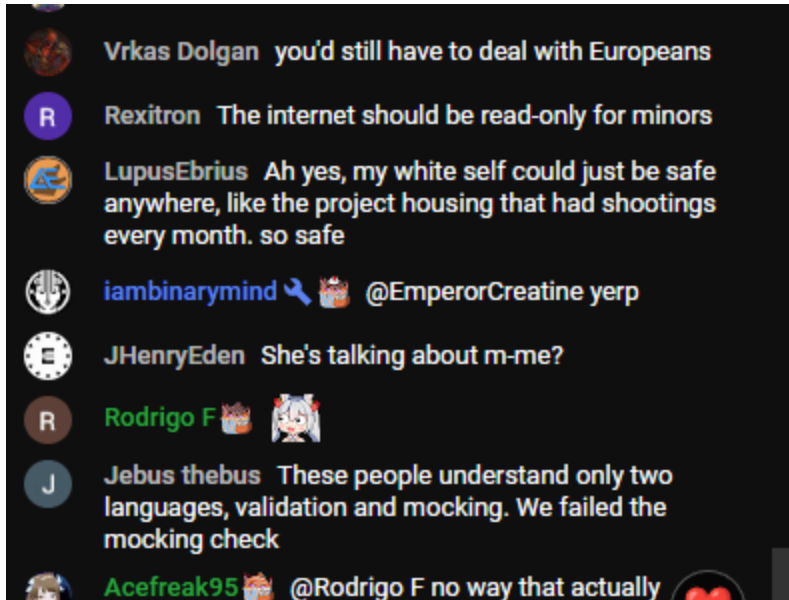 Vrkas Dolgan you'd still have to deal with Europeans
R Rexitron The internet should be read-only for minors
LupusEbrius Ah yes, my white self could just be safe
anywhere, like the project housing that had shootings
every month. so safe
iambinarymind @EmperorCreatine yerp
E JHenryEden She's talking about m-me?
R Rodrigo F
J Jebus thebus These people understand only two
languages, validation and mocking. We failed the
mocking check
Acefreak95 @Rodrigo F no way that actually